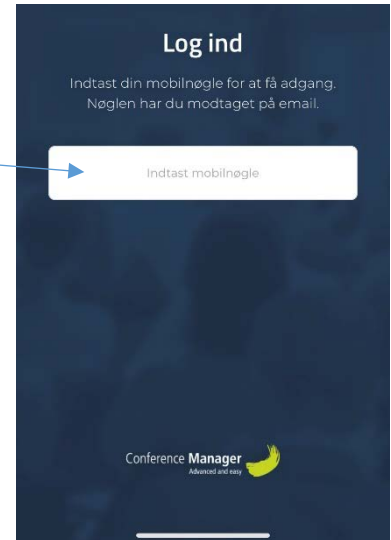 Log ind
Indtast din mobilnøgle for at få adgang.
Nøglen har du modtaget på email.
Indtast mobilnøgle
Conference Manager
Advanced and easy